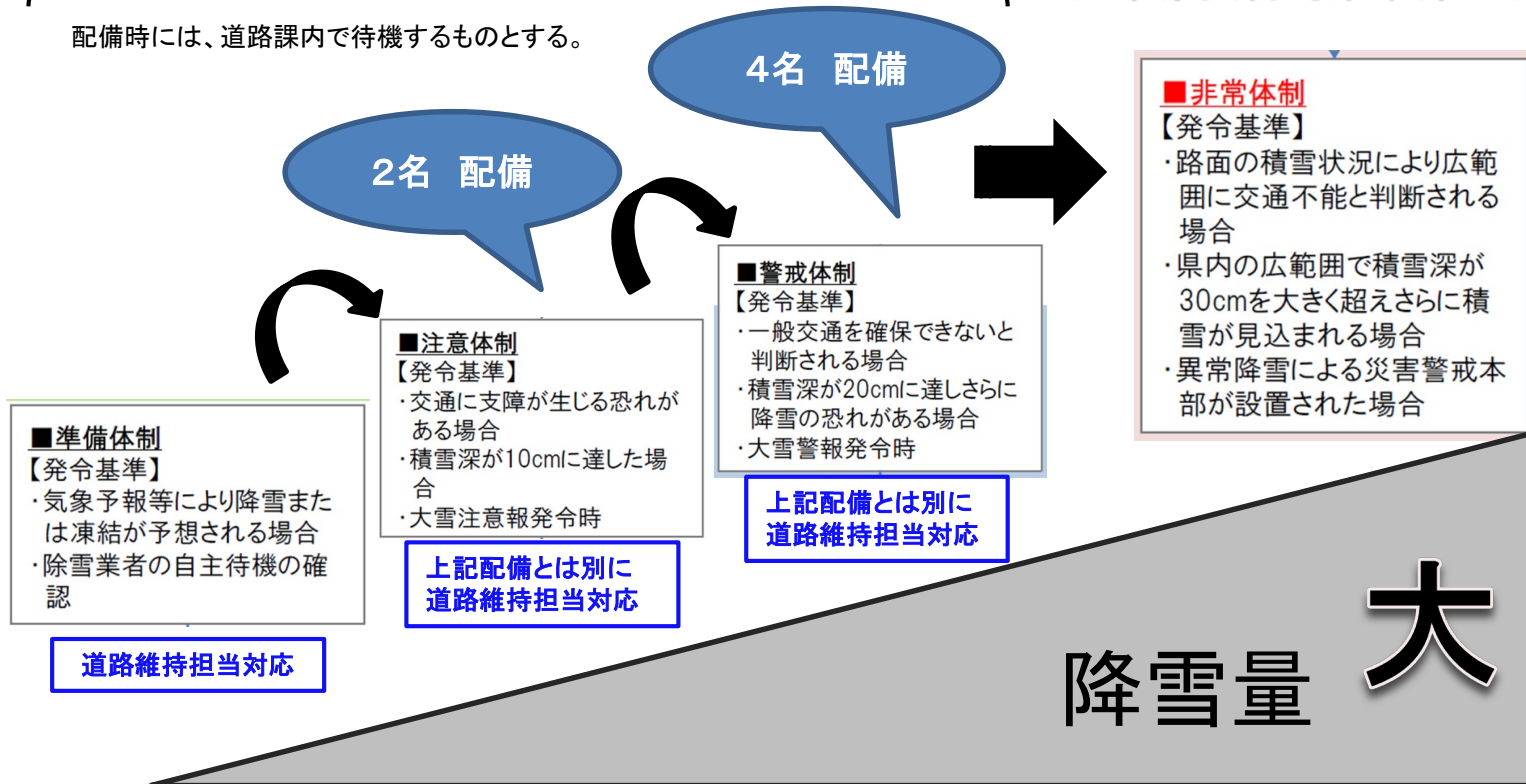 配備時には、道路課内で待機するものとする。
■準備体制
【発令基準】
・気象予報等により降雪また
は凍結が予想される場合
・除雪業者の自主待機の確
認
道路維持担当対応
2名　配備
■注意体制
【発令基準】
・交通に支障が生じる恐れが
ある場合
・積雪深が10cmに達した場
合
・大雪注意報発令時
上記配備とは別に
道路維持担当対応
4名　配備
■警戒体制
【発令基準】
・一般交通を確保できないと
判断される場合
・積雪深が20cmに達しさらに
降雪の恐れがある場合
・大雪警報発令時
上記配備とは別に
道路維持担当対応
■非常体制
【発令基準】
・路面の積雪状況により広範
囲に交通不能と判断される
場合
・県内の広範囲で積雪深が
30cmを大きく超えさらに積
雪が見込まれる場合
・異常降雪による災害警戒本
部が設置された場合
降雪量　大